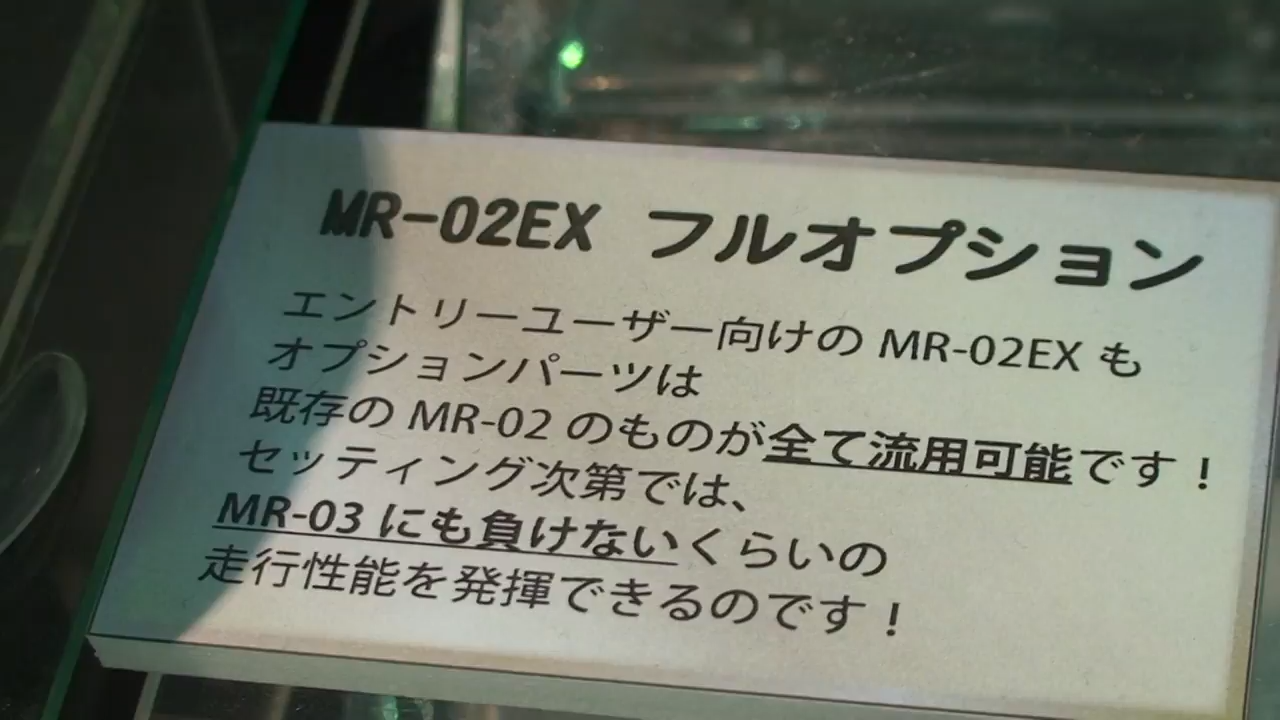 MR-02EX フルオプション
エントリーユーザー向けの MR-02EX も
オプションパーツは
既存の MR-02 のものが全て流用可能です！
セッティング次第では、
MR-03 にも負けないくらいの
走行性能を発揮できるのです！